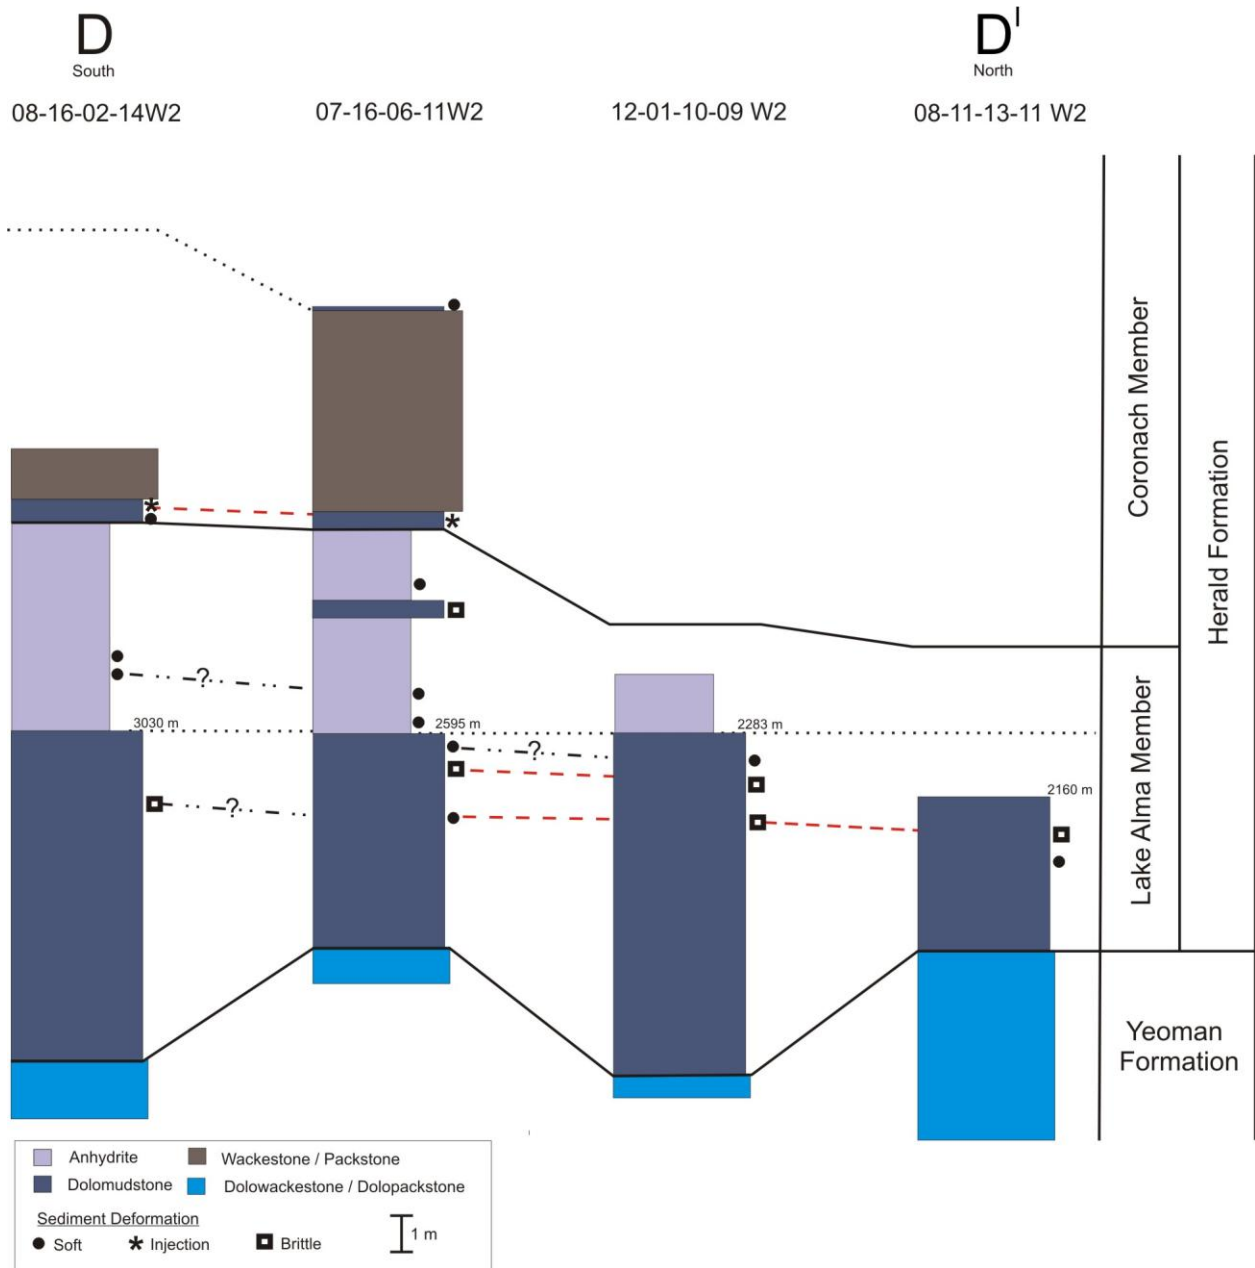 D
D'
South
North
08-16-02-14W2
07-16-06-11W2
12-01-10-09 W2
08-11-13-11 W2
Coronach Member
Herald Formation
?
3030 m
2595 m
2283 m
?
Lake Alma Member
2160 m
?
Yeoman
Formation
Anhydrite
Wackestone / Packstone
Dolomudstone
Dolowackestone / Dolopackstone
Sediment Deformation
Soft
Injection
Brittle
1 m